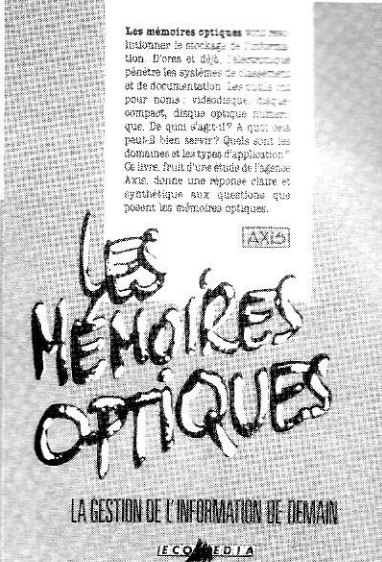 Les mémoires optiques vont révo-
lutionner le stockage de l'informa-
tion. D'ores et déjà, l'électronique
pénètre les systèmes de classement
et de documentation. Les outils ont
pour noms: vidéodisque, disque
compact, disque optique numéri-
que. De quoi s'agit-il? A quoi cela
peut-il bien servir? Quels sont les
domaines et les types d'application?
Ce livre, fruit d'une étude de l'agence
Axis, donne une réponse claire et
synthétique aux questions que
posent les mémoires optiques.
AXIS
LES
MÉMOIRES
OPTIQUES
LA GESTION DE L'INFORMATION DE DEMAIN
ECOMEDIA